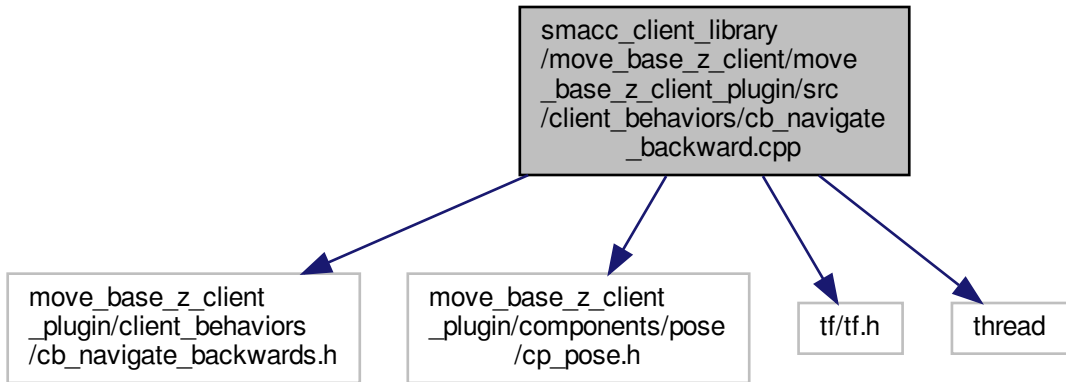 smacc_client_library
/move_base_z_client/move
_base_z_client_plugin/src
/client_behaviors/cb_navigate
_backward.cpp
move_base_z_client
_plugin/client_behaviors
/cb_navigate_backwards.h
move_base_z_client
_plugin/components/pose
/cp_pose.h
tf/tf.h
thread